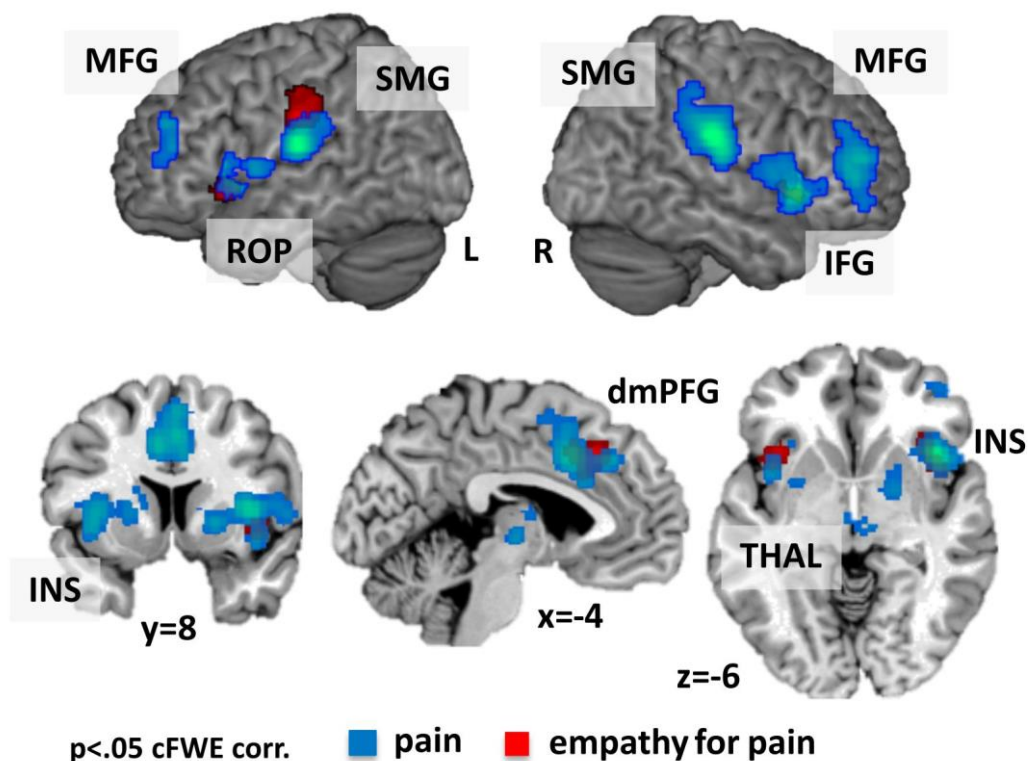 MFG
SMG
SMG
MFG
ROP
L
R
IFG
dmPFG
INS
INS
THAL
y=8
x=-4
z=-6
p<.05 cFWE corr.
pain
empathy for pain